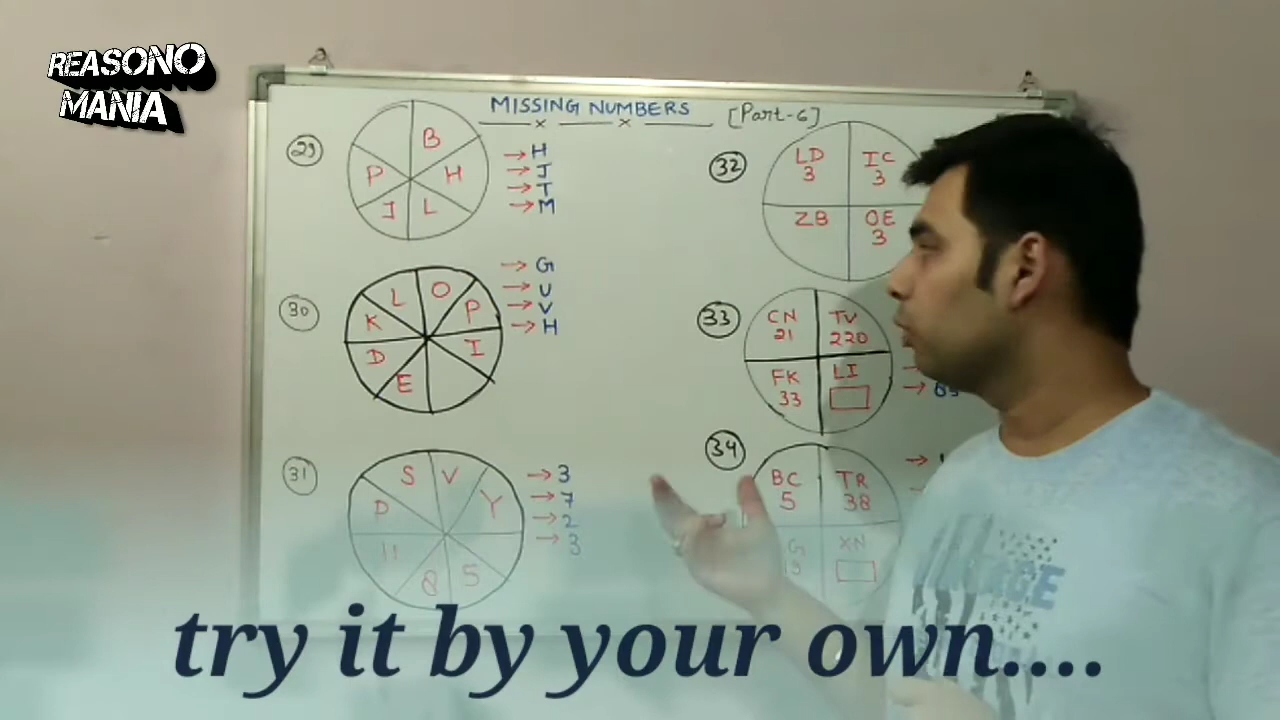 REASONO
MANIA
MISSING NUMBERS [Part-6]
29
B
P H
J L
→ H
→ J
→ T
→ M
30
L O
K P
D I
E
→ G
→ U
→ V
→ H
31
S V
D Y
11
8 5
→ 3
→ 7
→ 2
→ 3
32
LD IC
3 3
ZB OE
3
33
CN TV
21 220
FK LI
33
34
BC TR
5 38
G XN
VINTAGE
try it by your own....